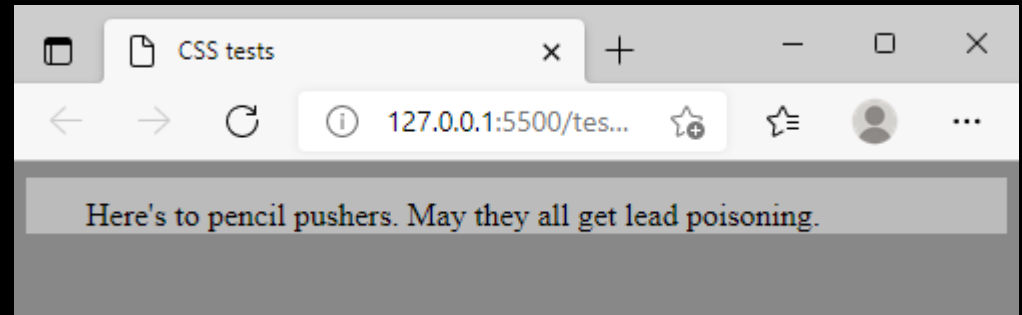 CSS tests
127.0.0.1:5500/tes...
Here's to pencil pushers. May they all get lead poisoning.